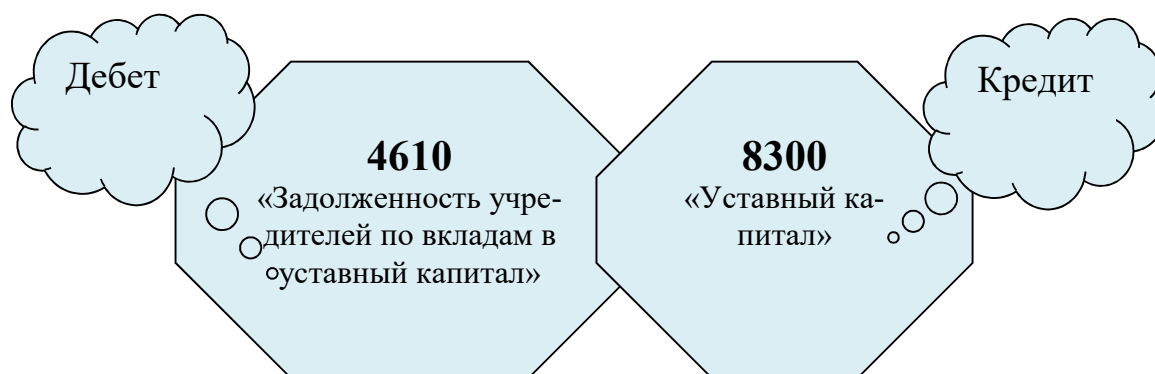 Дебет
Кредит
4610
«Задолженность учре-
дителей по вкладам в
уставный капитал»
8300
«Уставный ка-
питал»